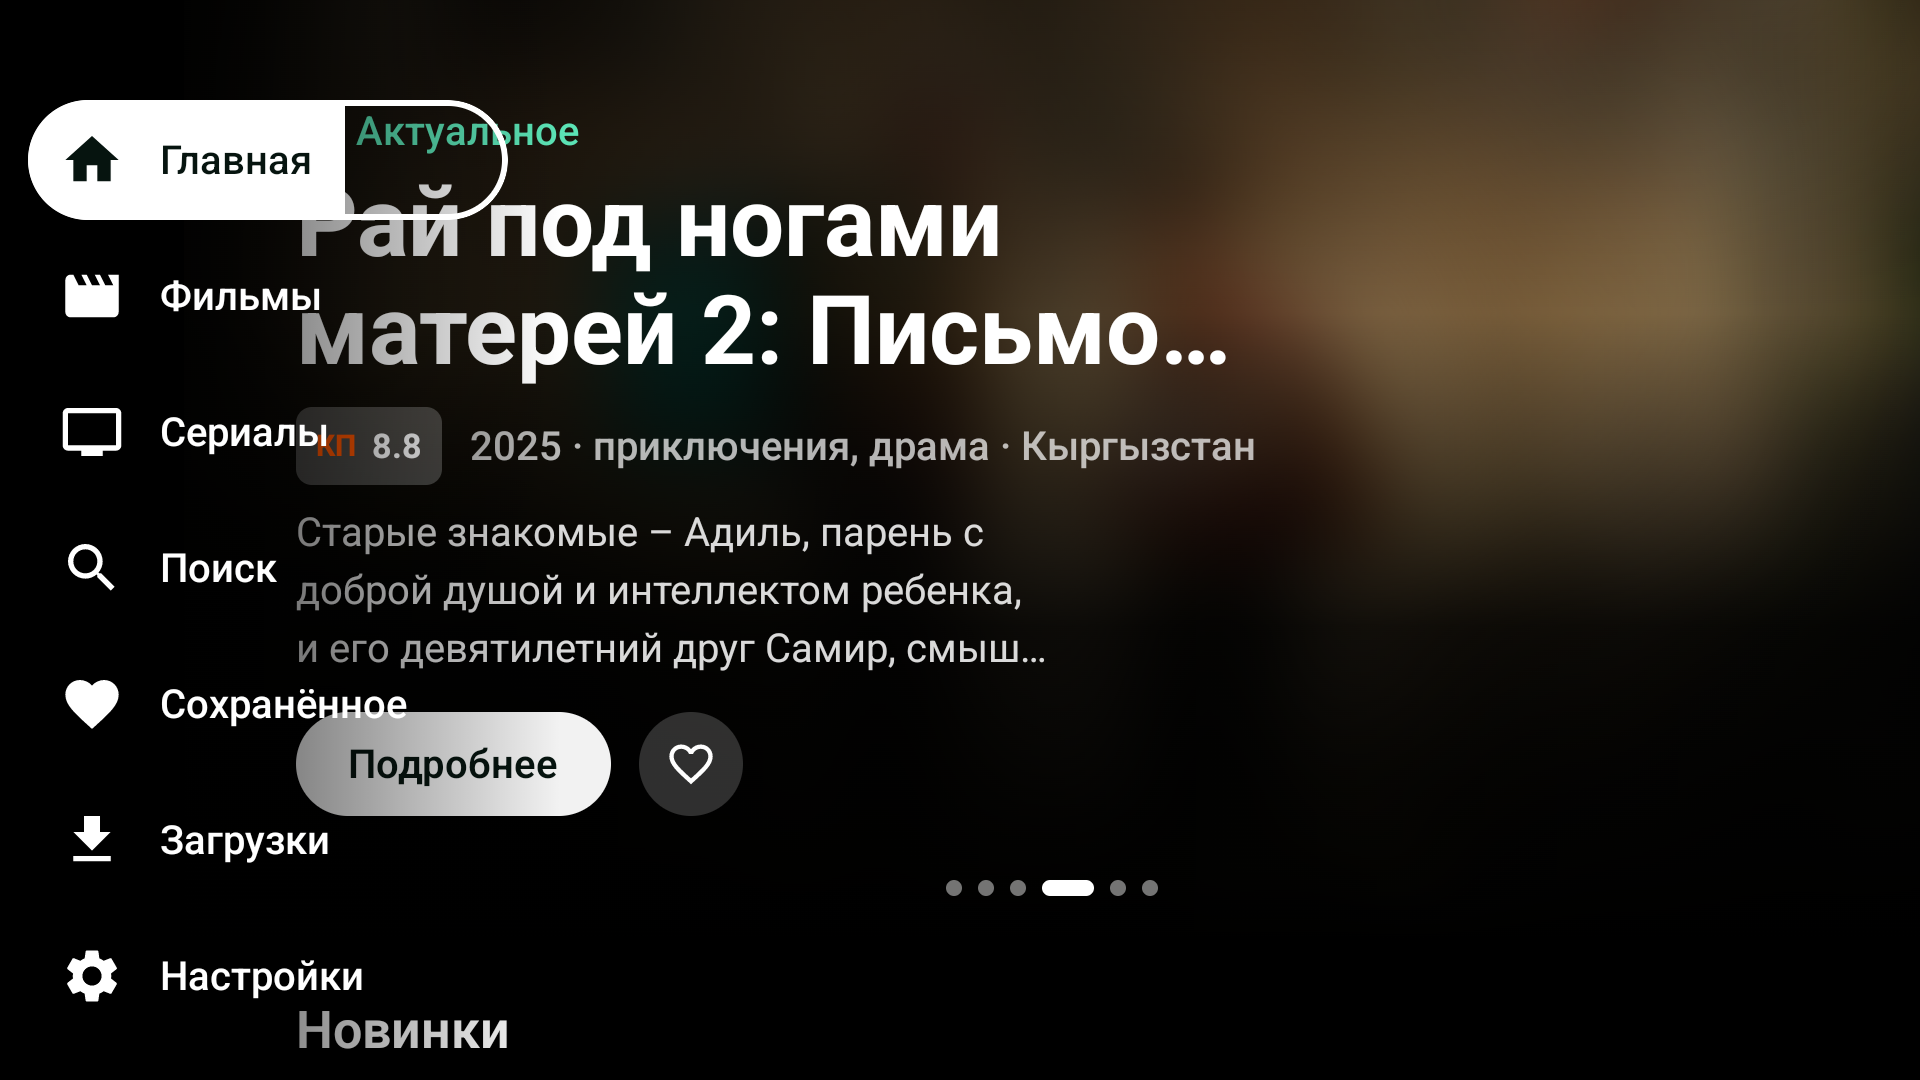 Главная
Фильмы
Сериалы
Поиск
Сохранённое
Загрузки
Настройки
Актуальное
Рай под ногами
матерей 2: Письмо…
КП 8.8 2025 · приключения, драма · Кыргызстан
Старые знакомые – Адиль, парень с
доброй душой и интеллектом ребенка,
и его девятилетний друг Самир, смыш…
Подробнее
Новинки